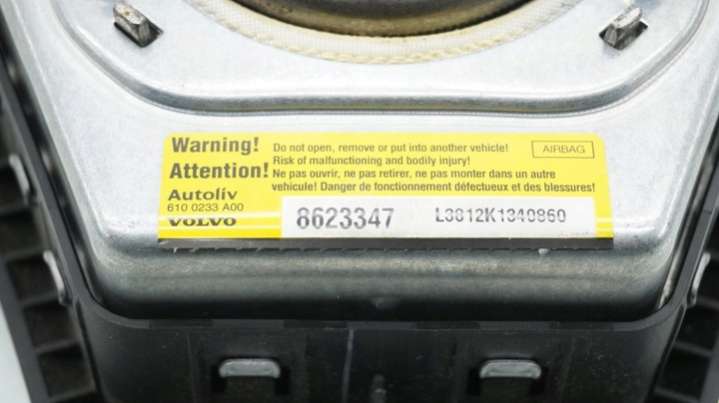 Warning! Do not open, remove or put into another vehicle! AIRBAG
Risk of malfunctioning and bodily injury!
Attention! Ne pas ouvrir, ne pas retirer, ne pas monter dans un autre
vehicule! Danger de fonctionnement défectueux et des blessures!
Autoliv
610 0233 A00
VOLVO
8623347
L3812K1340860